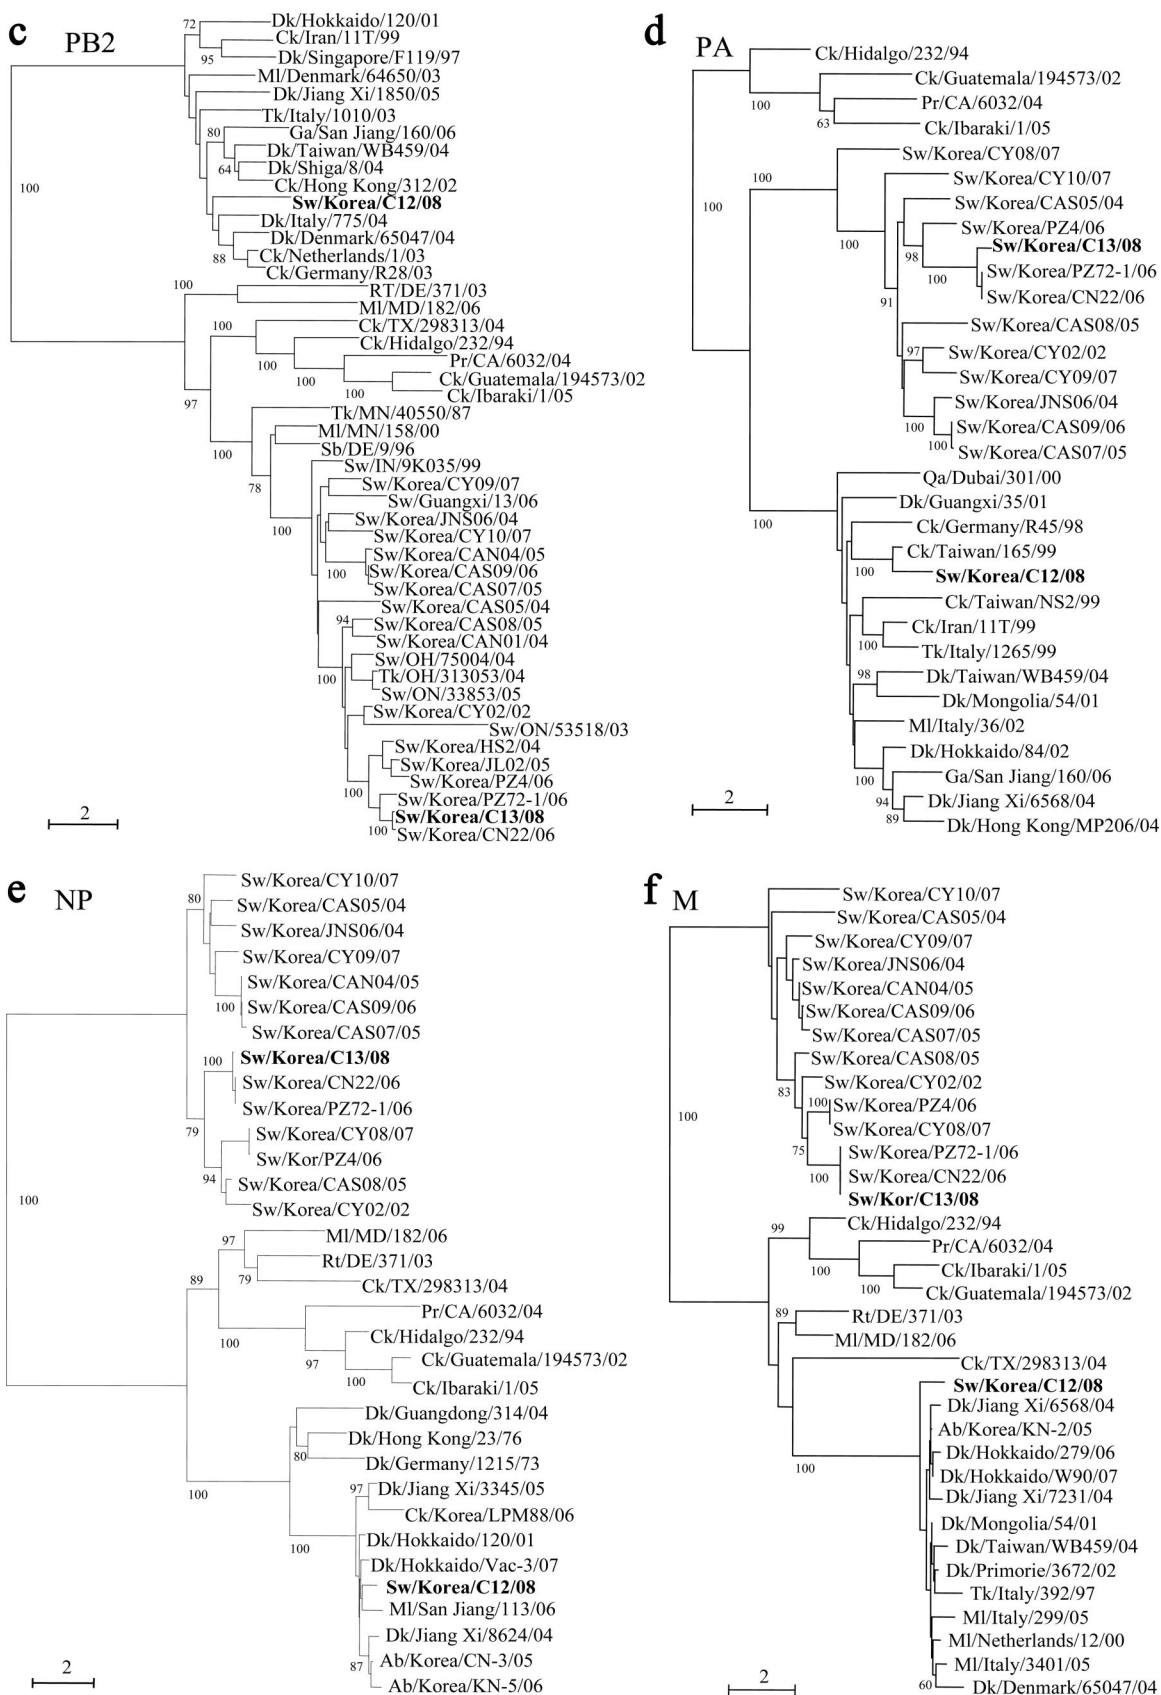 c
PB2
72
Dk/Hokkaido/120/01
Ck/Iran/11T/99
95
Dk/Singapore/F119/97
Ml/Denmark/64650/03
Dk/Jiang Xi/1850/05
Tk/Italy/1010/03
80
Ga/San Jiang/160/06
Dk/Taiwan/WB459/04
64
Dk/Shiga/8/04
Ck/Hong Kong/312/02
100
Sw/Korea/C12/08
Dk/Italy/775/04
Dk/Denmark/65047/04
88
Ck/Netherlands/1/03
Ck/Germany/R28/03
100
RT/DE/371/03
Ml/MD/182/06
100
Ck/TX/298313/04
Ck/Hidalgo/232/94
100
Pr/CA/6032/04
100
Ck/Guatemala/194573/02
100
Ck/Ibaraki/1/05
97
Tk/MN/40550/87
Ml/MN/158/00
100
Sb/DE/9/96
Sw/IN/9K035/99
78
Sw/Korea/CY09/07
Sw/Guangxi/13/06
Sw/Korea/JNS06/04
100
Sw/Korea/CY10/07
Sw/Korea/CAN04/05
100
Sw/Korea/CAS09/06
Sw/Korea/CAS07/05
Sw/Korea/CAS05/04
94
Sw/Korea/CAS08/05
Sw/Korea/CAN01/04
Sw/OH/75004/04
100
Tk/OH/313053/04
Sw/ON/33853/05
Sw/Korea/CY02/02
Sw/ON/53518/03
Sw/Korea/HS2/04
Sw/Korea/JL02/05
Sw/Korea/PZ4/06
100
Sw/Korea/PZ72-1/06
Sw/Korea/C13/08
100
Sw/Korea/CN22/06
2
d
PA
Ck/Hidalgo/232/94
Ck/Guatemala/194573/02
100
Pr/CA/6032/04
63
Ck/Ibaraki/1/05
Sw/Korea/CY08/07
100
Sw/Korea/CY10/07
100
Sw/Korea/CAS05/04
Sw/Korea/PZ4/06
100
Sw/Korea/C13/08
98
Sw/Korea/PZ72-1/06
100
Sw/Korea/CN22/06
91
Sw/Korea/CAS08/05
97
Sw/Korea/CY02/02
Sw/Korea/CY09/07
Sw/Korea/JNS06/04
100
Sw/Korea/CAS09/06
100
Sw/Korea/CAS07/05
Qa/Dubai/301/00
Dk/Guangxi/35/01
100
Ck/Germany/R45/98
Ck/Taiwan/165/99
100
Sw/Korea/C12/08
Ck/Taiwan/NS2/99
Ck/Iran/11T/99
100
Tk/Italy/1265/99
98
Dk/Taiwan/WB459/04
Dk/Mongolia/54/01
Ml/Italy/36/02
Dk/Hokkaido/84/02
100
Ga/San Jiang/160/06
94
Dk/Jiang Xi/6568/04
89
Dk/Hong Kong/MP206/04
2
e
NP
Sw/Korea/CY10/07
80
Sw/Korea/CAS05/04
Sw/Korea/JNS06/04
Sw/Korea/CY09/07
Sw/Korea/CAN04/05
100
Sw/Korea/CAS09/06
Sw/Korea/CAS07/05
100
Sw/Korea/C13/08
Sw/Korea/CN22/06
Sw/Korea/PZ72-1/06
79
Sw/Korea/CY08/07
Sw/Kor/PZ4/06
94
Sw/Korea/CAS08/05
100
Sw/Korea/CY02/02
97
Ml/MD/182/06
Rt/DE/371/03
79
89
Ck/TX/298313/04
Pr/CA/6032/04
100
Ck/Hidalgo/232/94
97
Ck/Guatemala/194573/02
100
Ck/Ibaraki/1/05
Dk/Guangdong/314/04
Dk/Hong Kong/23/76
80
Dk/Germany/1215/73
97
Dk/Jiang Xi/3345/05
100
Ck/Korea/LPM88/06
Dk/Hokkaido/120/01
100
Dk/Hokkaido/Vac-3/07
Sw/Korea/C12/08
Ml/San Jiang/113/06
Dk/Jiang Xi/8624/04
87
Ab/Korea/CN-3/05
Ab/Korea/KN-5/06
2
f
M
Sw/Korea/CY10/07
Sw/Korea/CAS05/04
Sw/Korea/CY09/07
Sw/Korea/JNS06/04
Sw/Korea/CAN04/05
Sw/Korea/CAS09/06
Sw/Korea/CAS07/05
Sw/Korea/CAS08/05
Sw/Korea/CY02/02
83
100
Sw/Korea/PZ4/06
100
Sw/Korea/CY08/07
75
Sw/Korea/PZ72-1/06
100
Sw/Korea/CN22/06
Sw/Kor/C13/08
99
Ck/Hidalgo/232/94
Pr/CA/6032/04
100
Ck/Ibaraki/1/05
100
Ck/Guatemala/194573/02
89
Rt/DE/371/03
Ml/MD/182/06
Ck/TX/298313/04
Sw/Korea/C12/08
Dk/Jiang Xi/6568/04
Ab/Korea/KN-2/05
Dk/Hokkaido/279/06
100
Dk/Hokkaido/W90/07
Dk/Jiang Xi/7231/04
Dk/Mongolia/54/01
Dk/Taiwan/WB459/04
Dk/Primorie/3672/02
Tk/Italy/392/97
Ml/Italy/299/05
Ml/Netherlands/12/00
Ml/Italy/3401/05
60
Dk/Denmark/65047/04
2